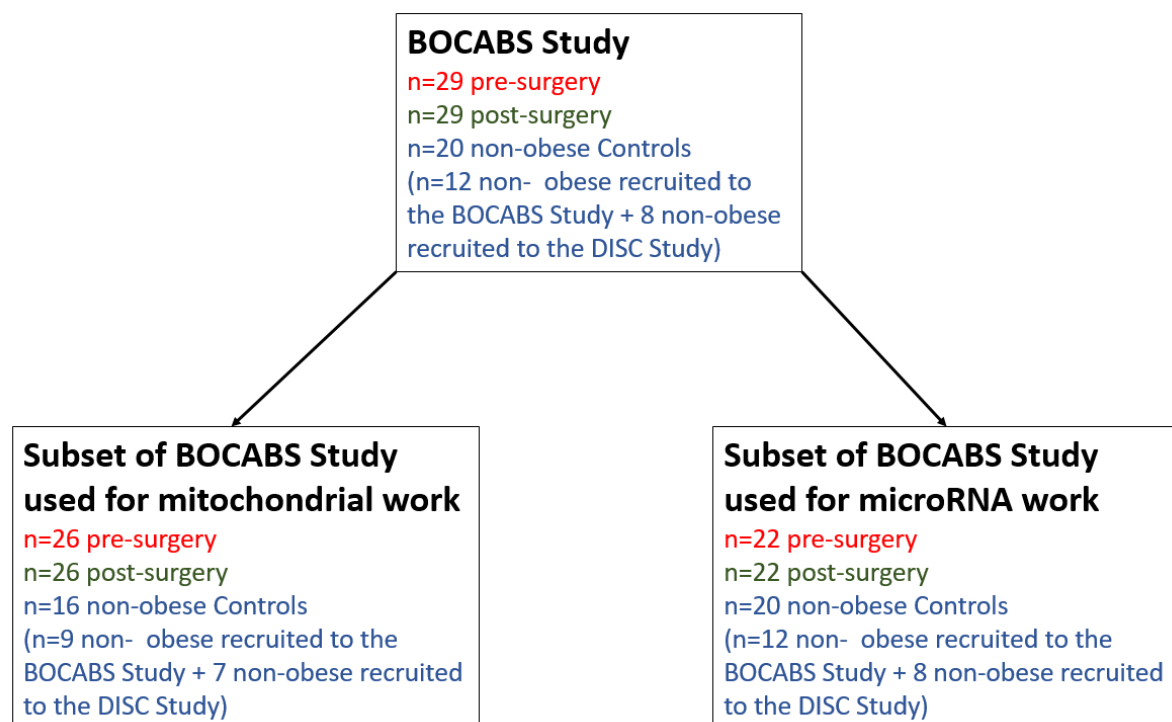 BOCABS Study
n=29 pre-surgery
n=29 post-surgery
n=20 non-obese Controls
(n=12 non-  obese recruited to
the BOCABS Study + 8 non-obese
recruited to the DISC Study)
Subset of BOCABS Study
used for mitochondrial work
n=26 pre-surgery
n=26 post-surgery
n=16 non-obese Controls
(n=9 non-  obese recruited to the
BOCABS Study + 7 non-obese recruited
to the DISC Study)
Subset of BOCABS Study
used for microRNA work
n=22 pre-surgery
n=22 post-surgery
n=20 non-obese Controls
(n=12 non-  obese recruited to the
BOCABS Study + 8 non-obese recruited
to the DISC Study)